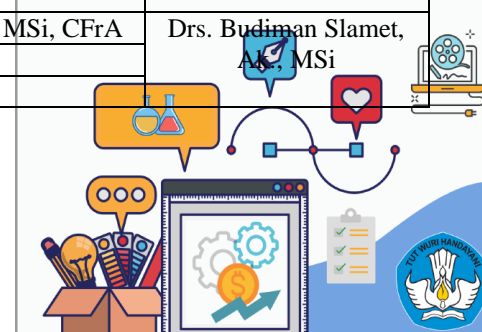 MSi, CFrA
Drs. Budiman Slamet,
Ak., MSi
TUT WURI HANDAYANI